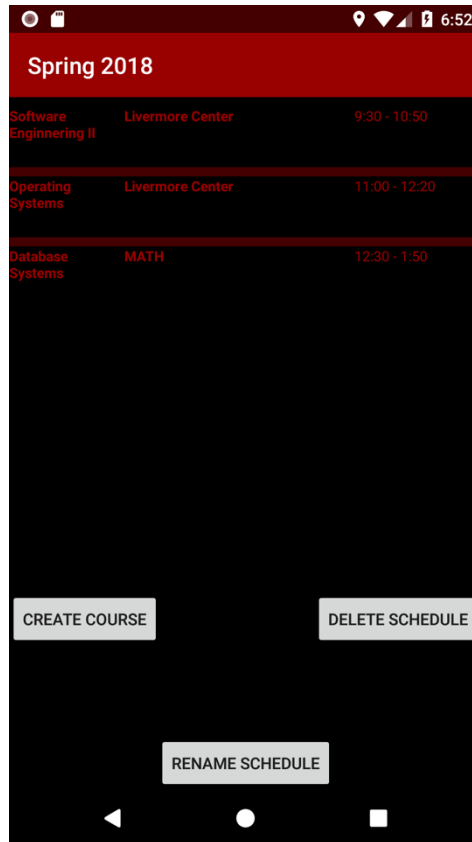 6:52
Spring 2018
Software Livermore Center 9:30 - 10:50
Enginnering II
Operating Livermore Center 11:00 - 12:20
Systems
Database MATH 12:30 - 1:50
Systems
CREATE COURSE DELETE SCHEDULE
RENAME SCHEDULE